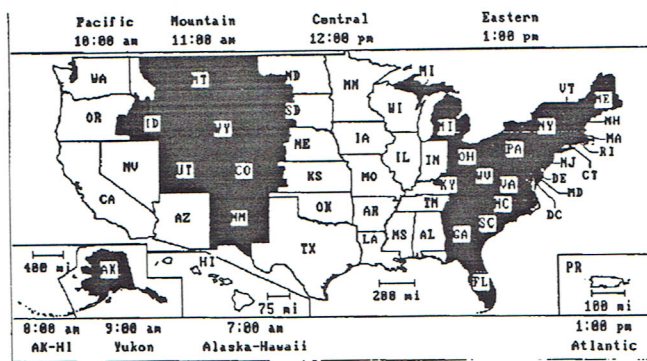 Pacific Mountain Central Eastern
10:00 am 11:00 am 12:00 pm 1:00 pm
WA MT ND MN MI VT ME
OR ID SD WI MI NY MH
WY MA
NE IA PA RI
NV UT CO IL IN OH MJ CT
CA KS MO KY WV VA DE
MD
AZ NM OK AR TN NC DC
TX LA MS AL GA SC
HI FL PR
400 mi AK 75 mi 200 mi 100 mi
8:00 am 9:00 am 7:00 am 1:00 pm
AK-HI Yukon Alaska-Hawaii Atlantic